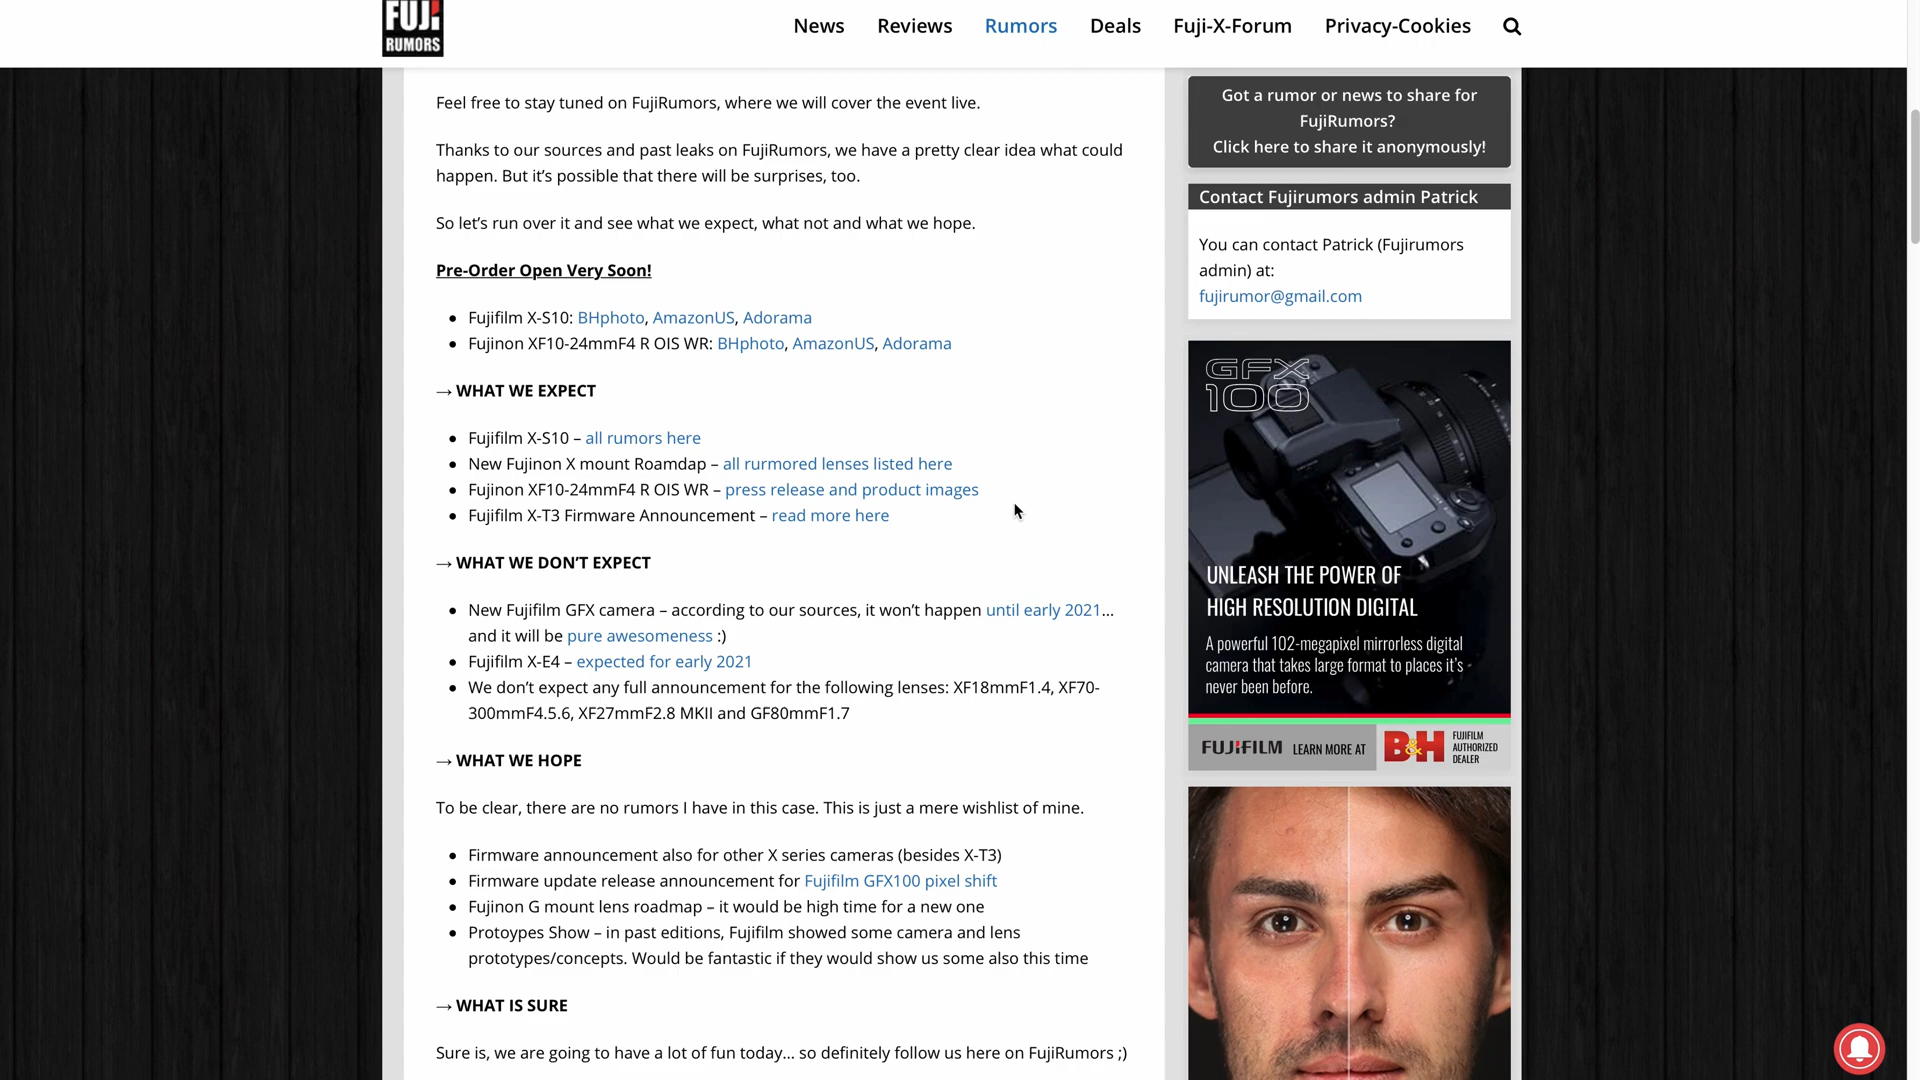 FUJI
RUMORS
News Reviews Rumors Deals Fuji-X-Forum Privacy-Cookies
Feel free to stay tuned on FujiRumors, where we will cover the event live.
Thanks to our sources and past leaks on FujiRumors, we have a pretty clear idea what could
happen. But it's possible that there will be surprises, too.
So let's run over it and see what we expect, what not and what we hope.
Pre-Order Open Very Soon!
Fujifilm X-S10: BHphoto, AmazonUS, Adorama
Fujinon XF10-24mmF4 R OIS WR: BHphoto, AmazonUS, Adorama
→ WHAT WE EXPECT
Fujifilm X-S10 – all rumors here
New Fujinon X mount Roamdap – all rurmored lenses listed here
Fujinon XF10-24mmF4 R OIS WR – press release and product images
Fujifilm X-T3 Firmware Announcement – read more here
→ WHAT WE DON'T EXPECT
New Fujifilm GFX camera – according to our sources, it won't happen until early 2021…
and it will be pure awesomeness :)
Fujifilm X-E4 – expected for early 2021
We don't expect any full announcement for the following lenses: XF18mmF1.4, XF70-
300mmF4.5.6, XF27mmF2.8 MKII and GF80mmF1.7
→ WHAT WE HOPE
To be clear, there are no rumors I have in this case. This is just a mere wishlist of mine.
Firmware announcement also for other X series cameras (besides X-T3)
Firmware update release announcement for Fujifilm GFX100 pixel shift
Fujinon G mount lens roadmap – it would be high time for a new one
Protoypes Show – in past editions, Fujifilm showed some camera and lens
prototypes/concepts. Would be fantastic if they would show us some also this time
→ WHAT IS SURE
Sure is, we are going to have a lot of fun today… so definitely follow us here on FujiRumors ;)
Got a rumor or news to share for
FujiRumors?
Click here to share it anonymously!
Contact Fujirumors admin Patrick
You can contact Patrick (Fujirumors
admin) at:
fujirumor@gmail.com
GFX
100
UNLEASH THE POWER OF
HIGH RESOLUTION DIGITAL
A powerful 102-megapixel mirrorless digital
camera that takes large format to places it's
never been before.
FUJIFILM LEARN MORE AT B&H FUJIFILM
AUTHORIZED
DEALER